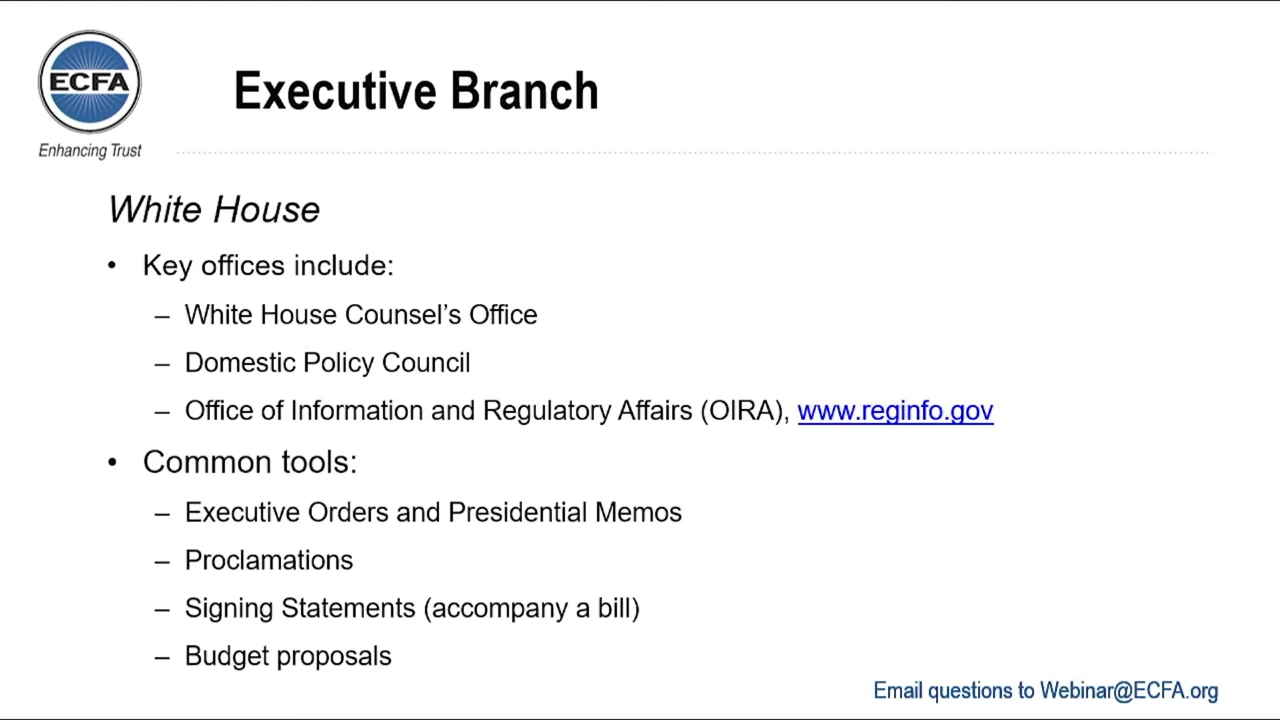 ECFA
Enhancing Trust
Executive Branch
White House
• Key offices include:
– White House Counsel’s Office
– Domestic Policy Council
– Office of Information and Regulatory Affairs (OIRA), www.reginfo.gov
• Common tools:
– Executive Orders and Presidential Memos
– Proclamations
– Signing Statements (accompany a bill)
– Budget proposals
Email questions to Webinar@ECFA.org